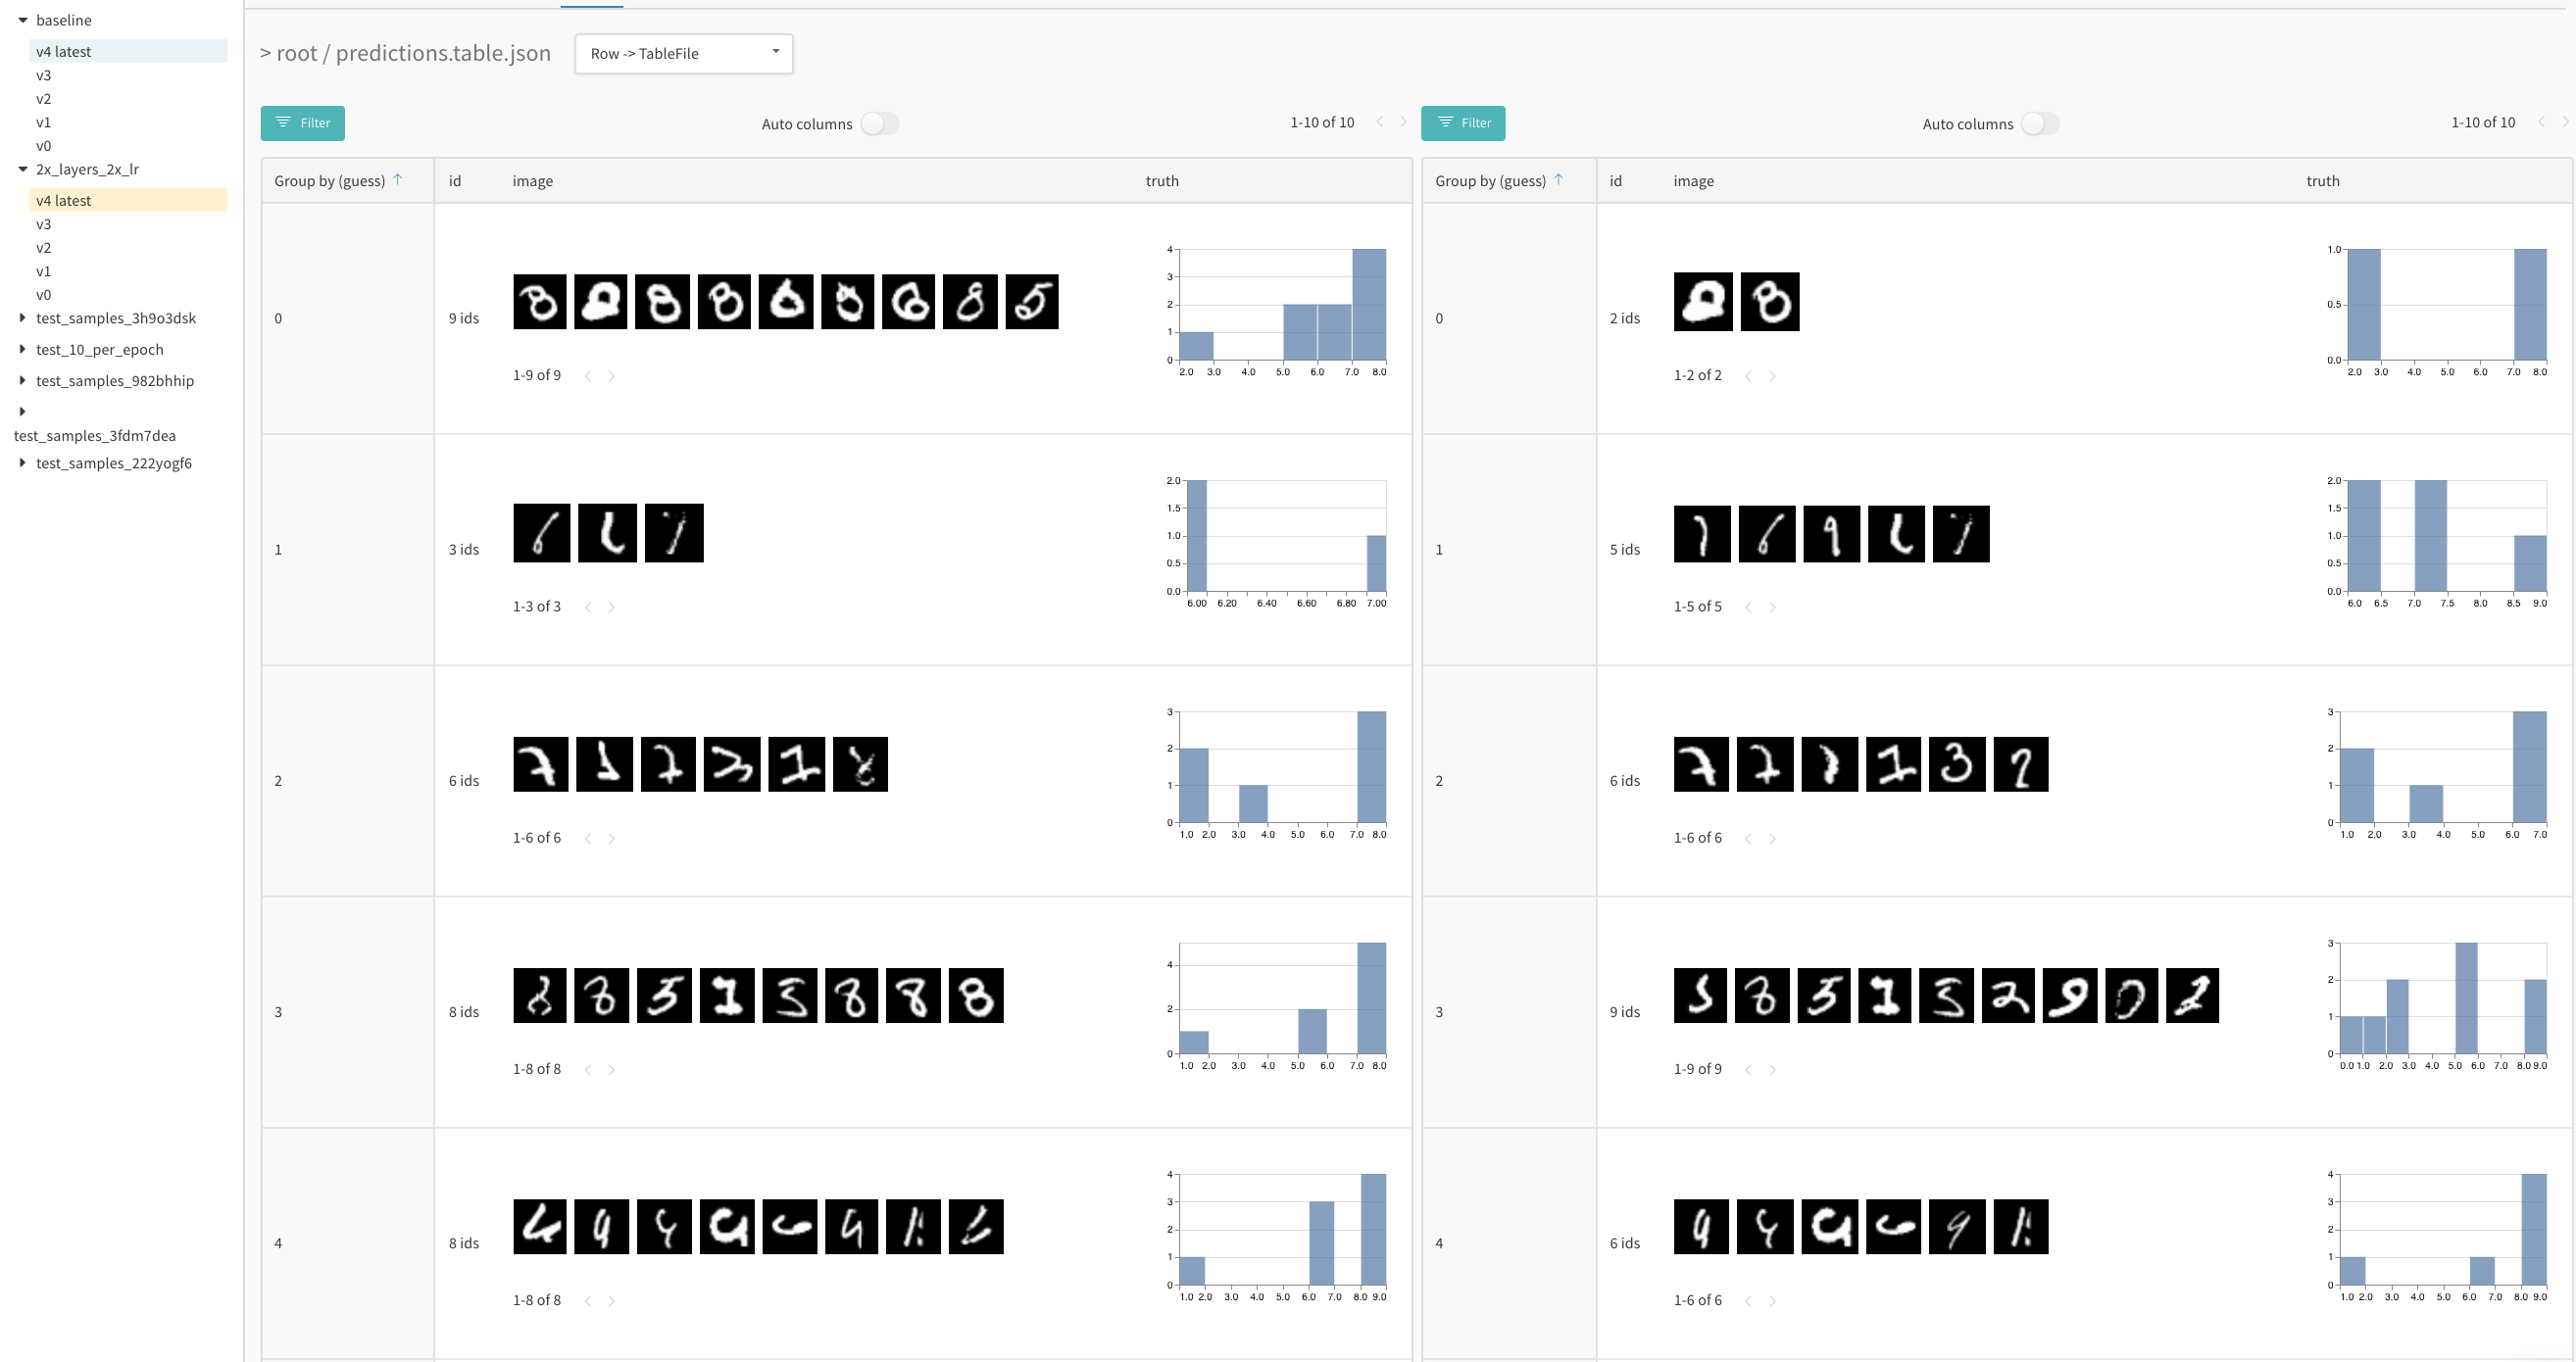 baseline
v4 latest
v3
v2
v1
v0
2x_layers_2x_lr
v4 latest
v3
v2
v1
v0
test_samples_3h9o3dsk
test_10_per_epoch
test_samples_982bhhip
test_samples_3fdm7dea
test_samples_222yogf6
> root / predictions.table.json Row -> TableFile
Filter Auto columns 1-10 of 10
Group by (guess) id image truth
0 9 ids
1-9 of 9
4
3
2
1
0
2.0 3.0 4.0 5.0 6.0 7.0 8.0
1 3 ids
1-3 of 3
2.0
1.5
1.0
0.5
0.0
6.00 6.20 6.40 6.60 6.80 7.00
2 6 ids
1-6 of 6
3
2
1
0
1.0 2.0 3.0 4.0 5.0 6.0 7.0 8.0
3 8 ids
1-8 of 8
4
2
0
1.0 2.0 3.0 4.0 5.0 6.0 7.0 8.0
4 8 ids
1-8 of 8
4
3
2
1
0
1.0 2.0 3.0 4.0 5.0 6.0 7.0 8.0 9.0
Filter Auto columns 1-10 of 10
Group by (guess) id image truth
0 2 ids
1-2 of 2
1.0
0.5
0.0
2.0 3.0 4.0 5.0 6.0 7.0 8.0
1 5 ids
1-5 of 5
2.0
1.5
1.0
0.5
0.0
6.0 6.5 7.0 7.5 8.0 8.5 9.0
2 6 ids
1-6 of 6
3
2
1
0
1.0 2.0 3.0 4.0 5.0 6.0 7.0
3 9 ids
1-9 of 9
3
2
1
0
0.0 1.0 2.0 3.0 4.0 5.0 6.0 7.0 8.0 9.0
4 6 ids
1-6 of 6
4
3
2
1
0
1.0 2.0 3.0 4.0 5.0 6.0 7.0 8.0 9.0